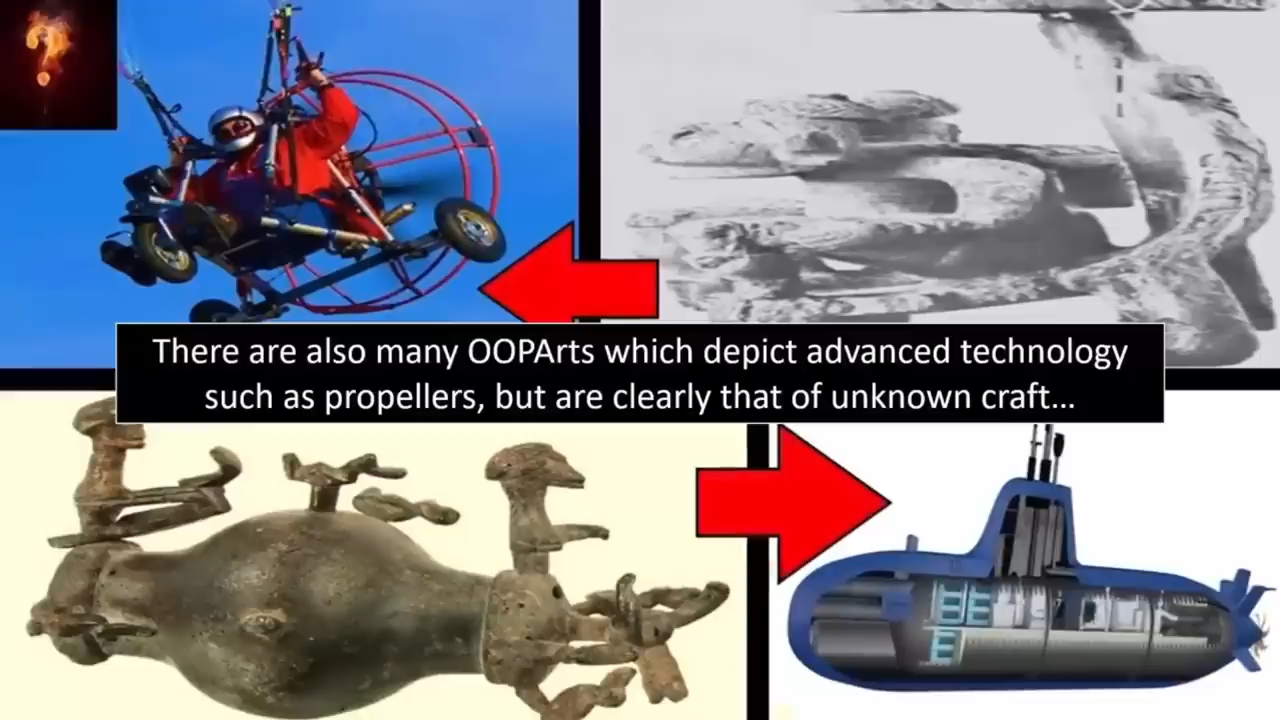 There are also many OOPArts which depict advanced technology
such as propellers, but are clearly that of unknown craft...